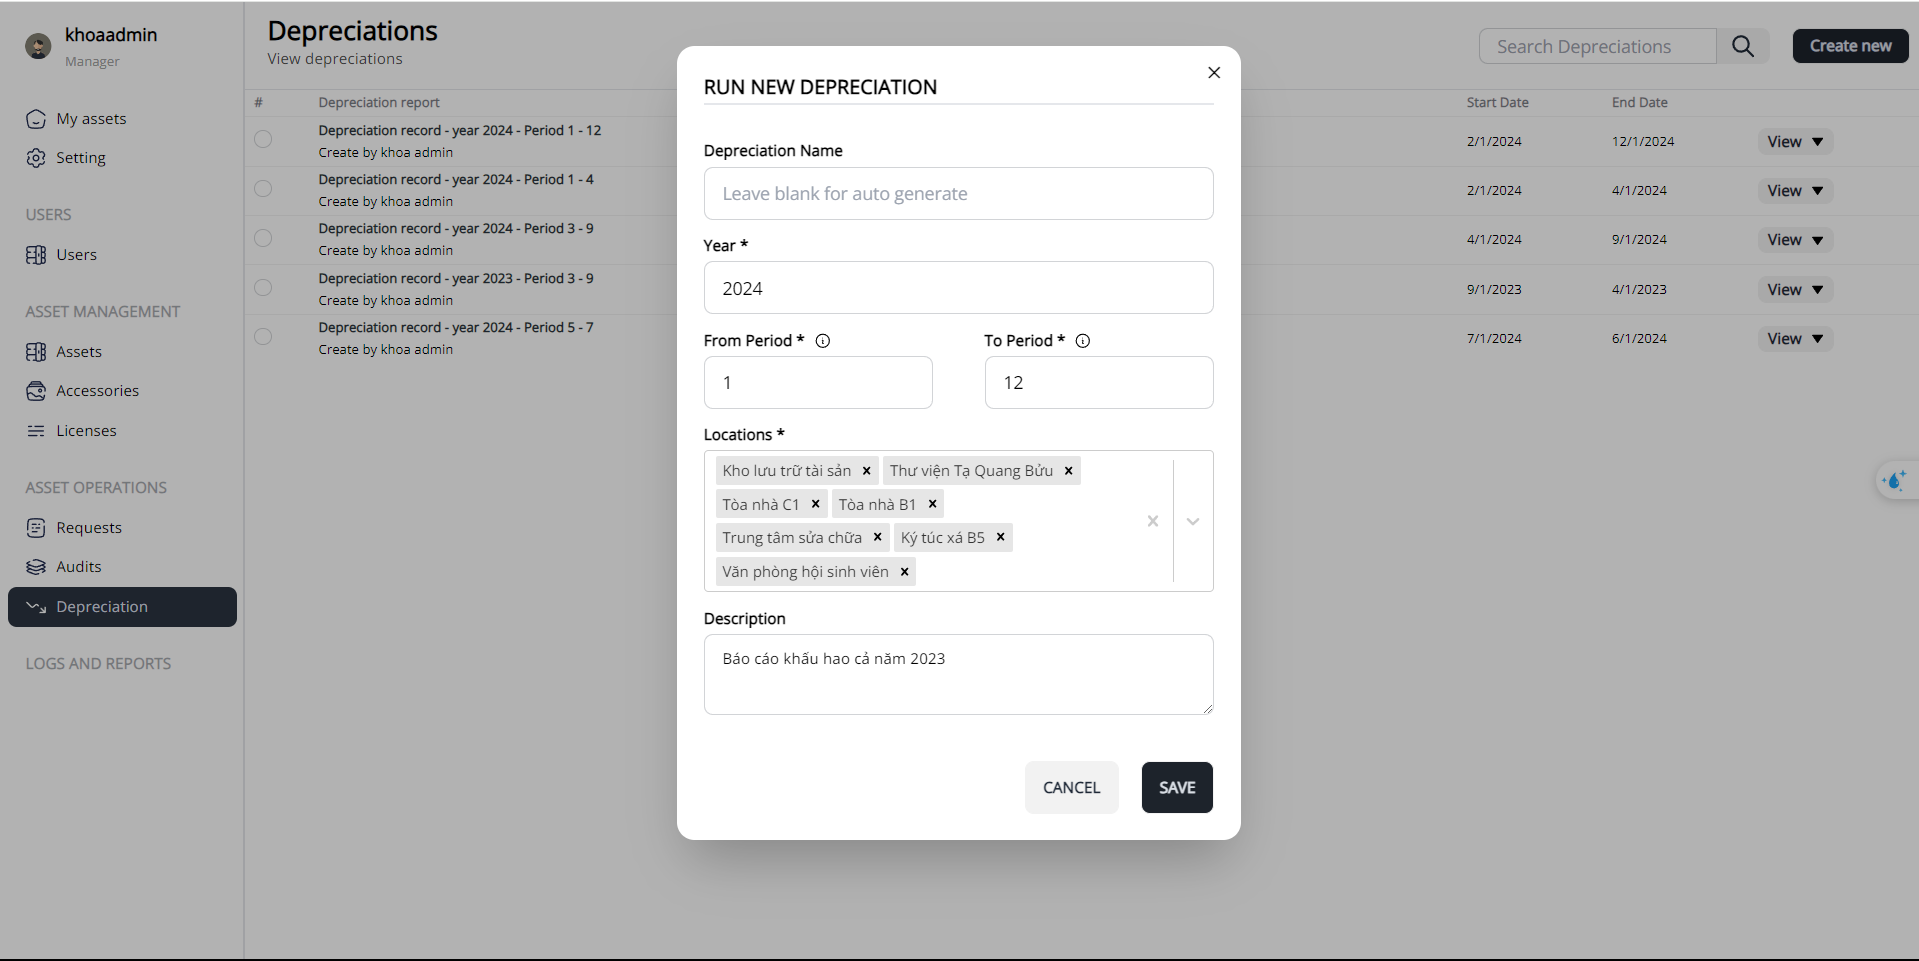 khoaadmin
Manager
My assets
Setting
USERS
Users
ASSET MANAGEMENT
Assets
Accessories
Licenses
ASSET OPERATIONS
Requests
Audits
Depreciation
LOGS AND REPORTS
Depreciations
View depreciations
Search Depreciations
Create new
# Depreciation report Start Date End Date
Depreciation record - year 2024 - Period 1 - 12
Create by khoa admin
2/1/2024 12/1/2024 View
Depreciation record - year 2024 - Period 1 - 4
Create by khoa admin
2/1/2024 4/1/2024 View
Depreciation record - year 2024 - Period 3 - 9
Create by khoa admin
4/1/2024 9/1/2024 View
Depreciation record - year 2023 - Period 3 - 9
Create by khoa admin
9/1/2023 4/1/2023 View
Depreciation record - year 2024 - Period 5 - 7
Create by khoa admin
7/1/2024 6/1/2024 View
RUN NEW DEPRECIATION
Depreciation Name
Leave blank for auto generate
Year *
2024
From Period * To Period *
1 12
Locations *
Kho lưu trữ tài sản Thư viện Tạ Quang Bửu
Tòa nhà C1 Tòa nhà B1
Trung tâm sửa chữa Ký túc xá B5
Văn phòng hội sinh viên
Description
Báo cáo khấu hao cả năm 2023
CANCEL SAVE